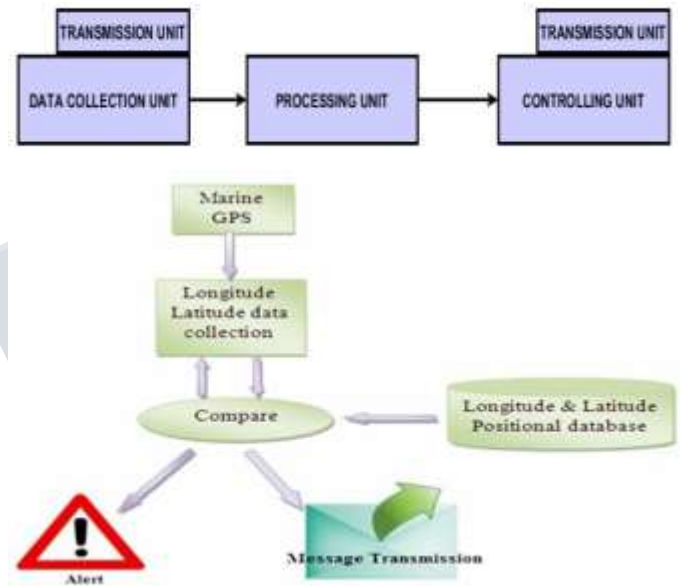 TRANSMISSION UNIT
TRANSMISSION UNIT
DATA COLLECTION UNIT
PROCESSING UNIT
CONTROLLING UNIT
Marine
GPS
Longitude
Latitude data
collection
Compare
Longitude & Latitude
Positional database
Message Transmission
Alert